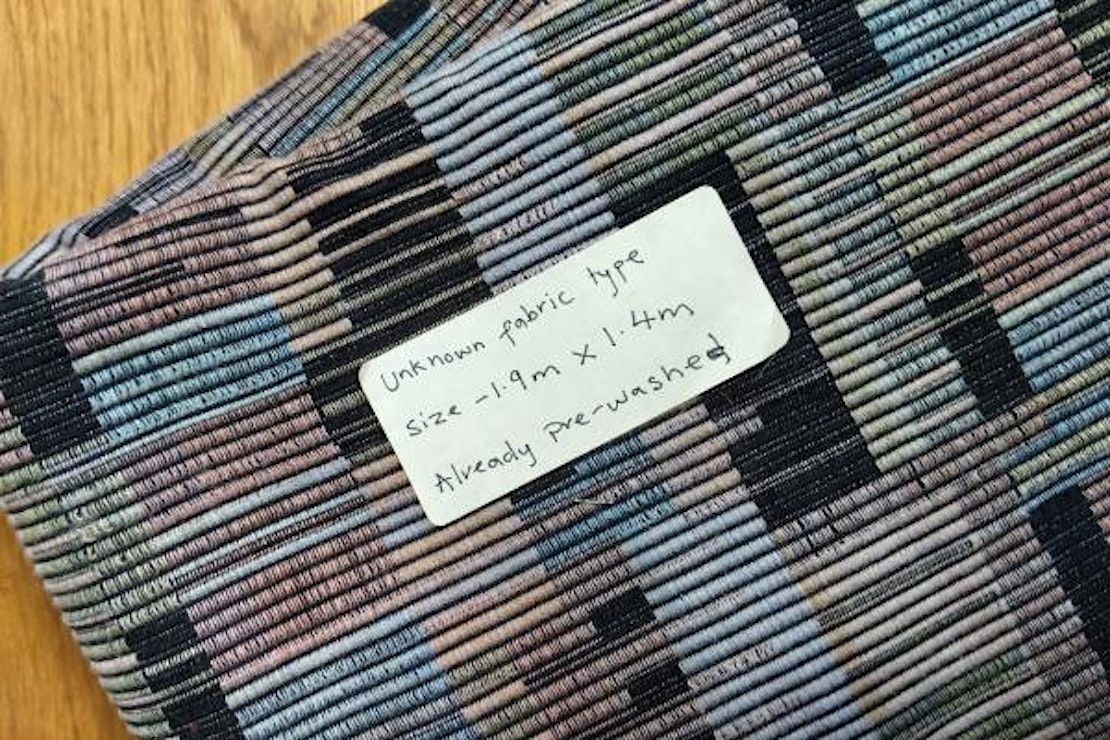 Unknown fabric type
size - 1.9m x 1.4m
Already pre-washed